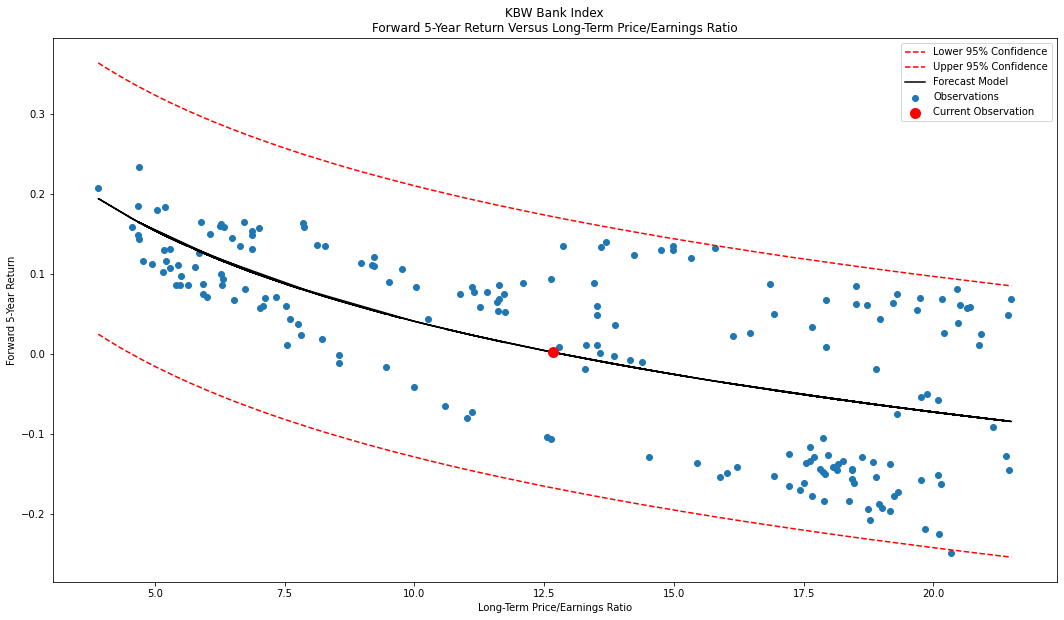 KBW Bank Index
Forward 5-Year Return Versus Long-Term Price/Earnings Ratio
Lower 95% Confidence
Upper 95% Confidence
Forecast Model
Observations
Current Observation
Forward 5-Year Return
0.3
0.2
0.1
0.0
−0.1
−0.2
5.0 7.5 10.0 12.5 15.0 17.5 20.0
Long-Term Price/Earnings Ratio